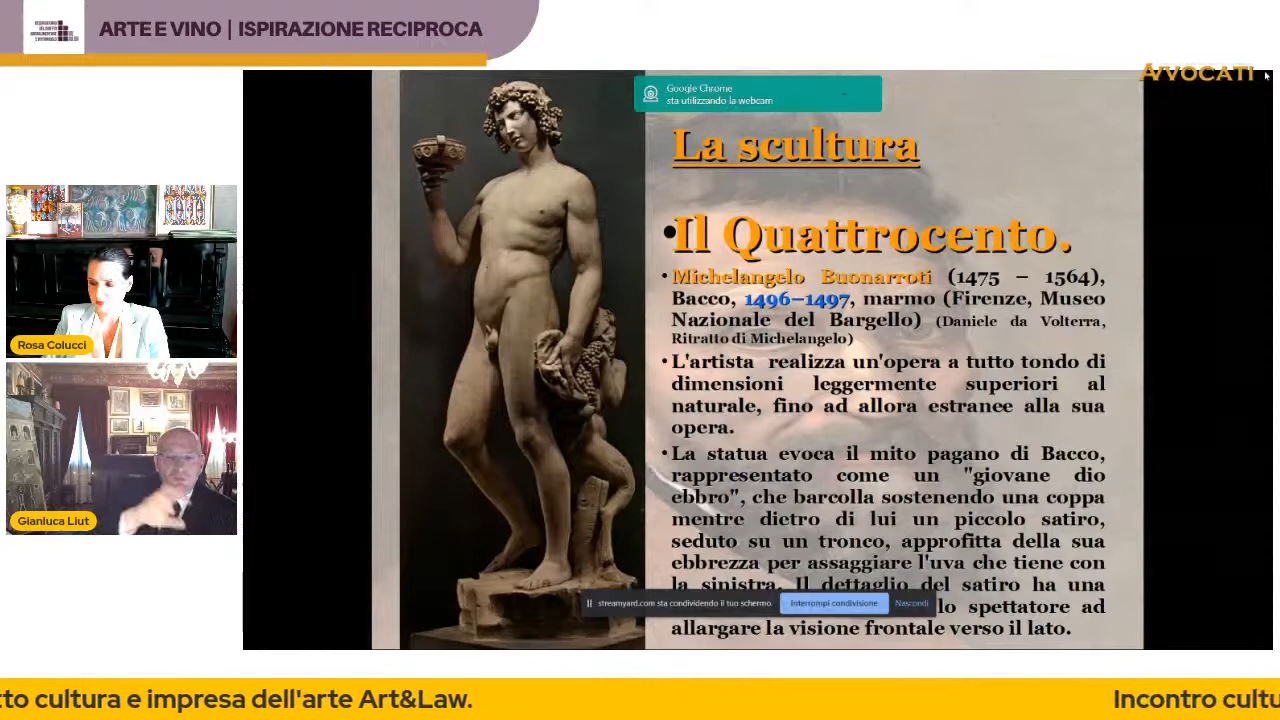 ARTE E VINO | ISPIRAZIONE RECIPROCA
AVVOCATI
Google Chrome
sta utilizzando la webcam
La scultura
•Il Quattrocento.
•Michelangelo Buonarroti (1475 – 1564),
Bacco, 1496–1497, marmo (Firenze, Museo
Nazionale del Bargello) (Daniele da Volterra,
Ritratto di Michelangelo)
•L'artista realizza un'opera a tutto tondo di
dimensioni leggermente superiori al
naturale, fino ad allora estranee alla sua
opera.
•La statua evoca il mito pagano di Bacco,
rappresentato come un "giovane dio
ebbro", che barcolla sostenendo una coppa
mentre dietro di lui un piccolo satiro,
seduto su un tronco, approfitta della sua
ebbrezza per assaggiare l'uva che tiene con
la sinistra. Il dettaglio del satiro ha una
streamyard.com sta condividendo il tuo schermo. Interrompi condivisione Nascondi
lo spettatore ad
allargare la visione frontale verso il lato.
Rosa Colucci
Gianluca Liut
tto cultura e impresa dell'arte Art&Law.
Incontro cultu